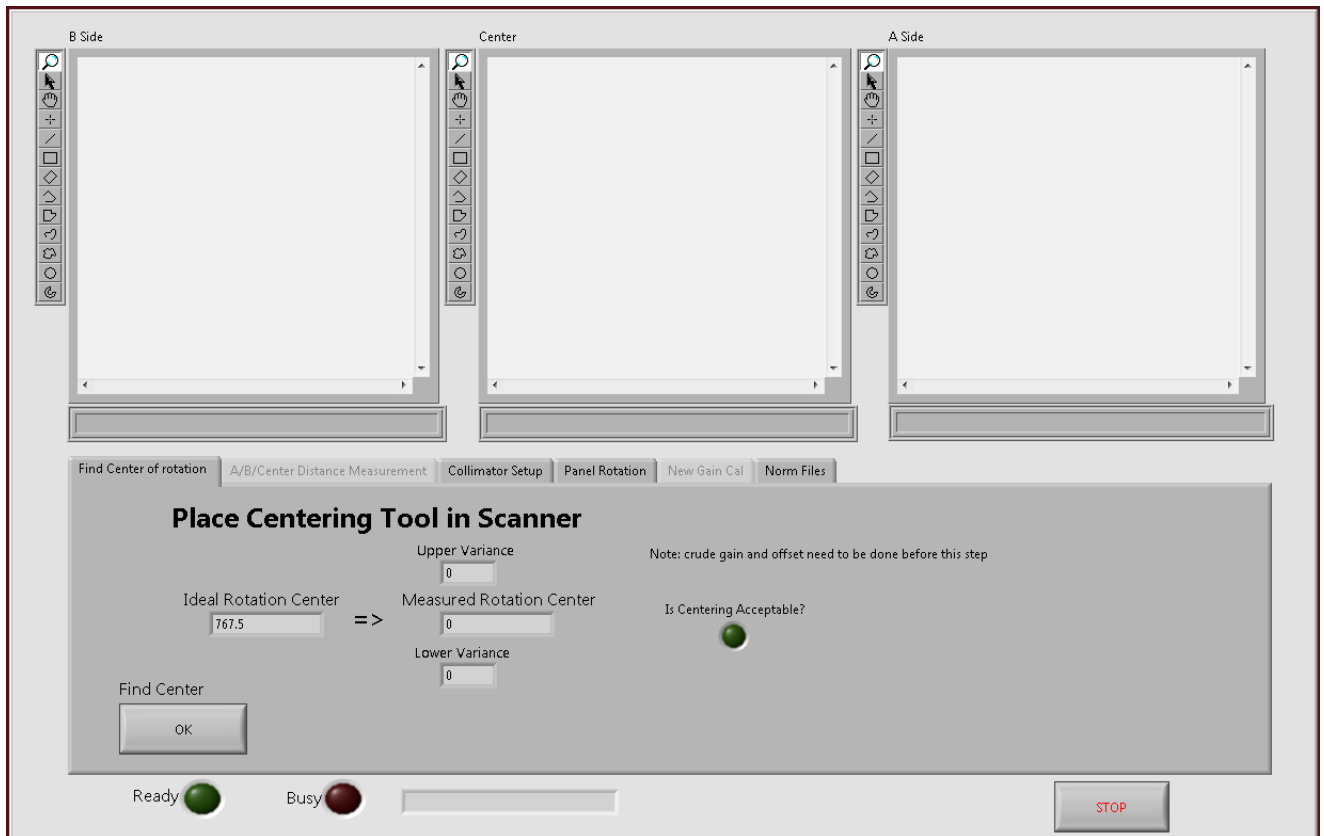 B Side
Center
A Side
Find Center of rotation
A/B/Center Distance Measurement
Collimator Setup
Panel Rotation
New Gain Cal
Norm Files
Place Centering Tool in Scanner
Upper Variance
0
Note: crude gain and offset need to be done before this step
Ideal Rotation Center
767.5
=>
Measured Rotation Center
0
Is Centering Acceptable?
Lower Variance
0
Find Center
OK
Ready
Busy
STOP